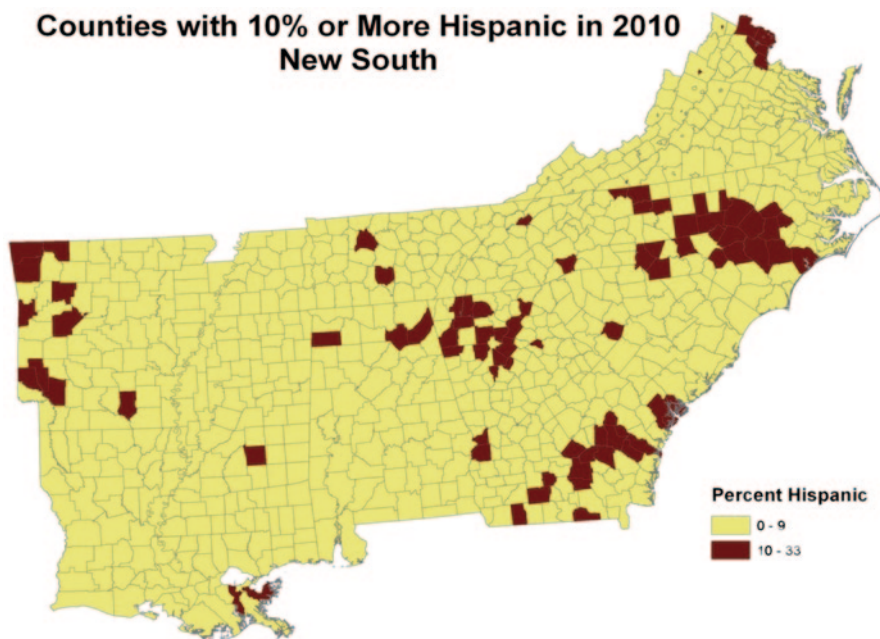 Counties with 10% or More Hispanic in 2010
New South
Percent Hispanic
0 - 9
10 - 33